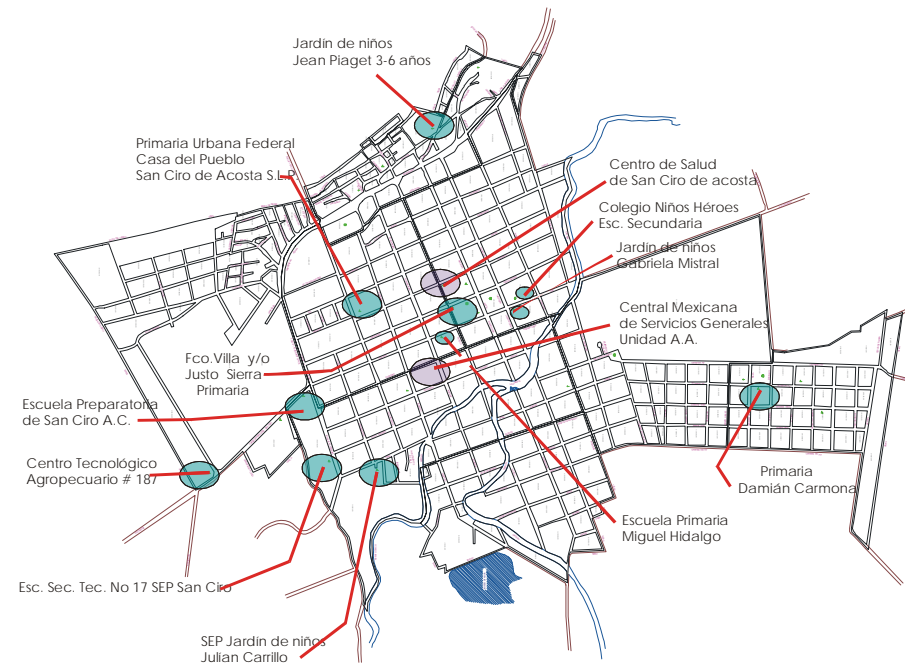 Jardín de niños
Jean Piaget 3-6 años
Primaria Urbana Federal
Casa del Pueblo
San Ciro de Acosta S.L.P.
Centro de Salud
de San Ciro de acosta
Colegio Niños Héroes
Esc. Secundaria
Jardín de niños
Gabriela Mistral
Central Mexicana
de Servicios Generales
Unidad A.A.
Fco.Villa y/o
Justo Sierra
Primaria
Escuela Preparatoria
de San Ciro A.C.
Centro Tecnológico
Agropecuario # 187
Primaria
Damián Carmona
Escuela Primaria
Miguel Hidalgo
Esc. Sec. Tec. No 17 SEP San Ciro
SEP Jardín de niños
Julian Carrillo